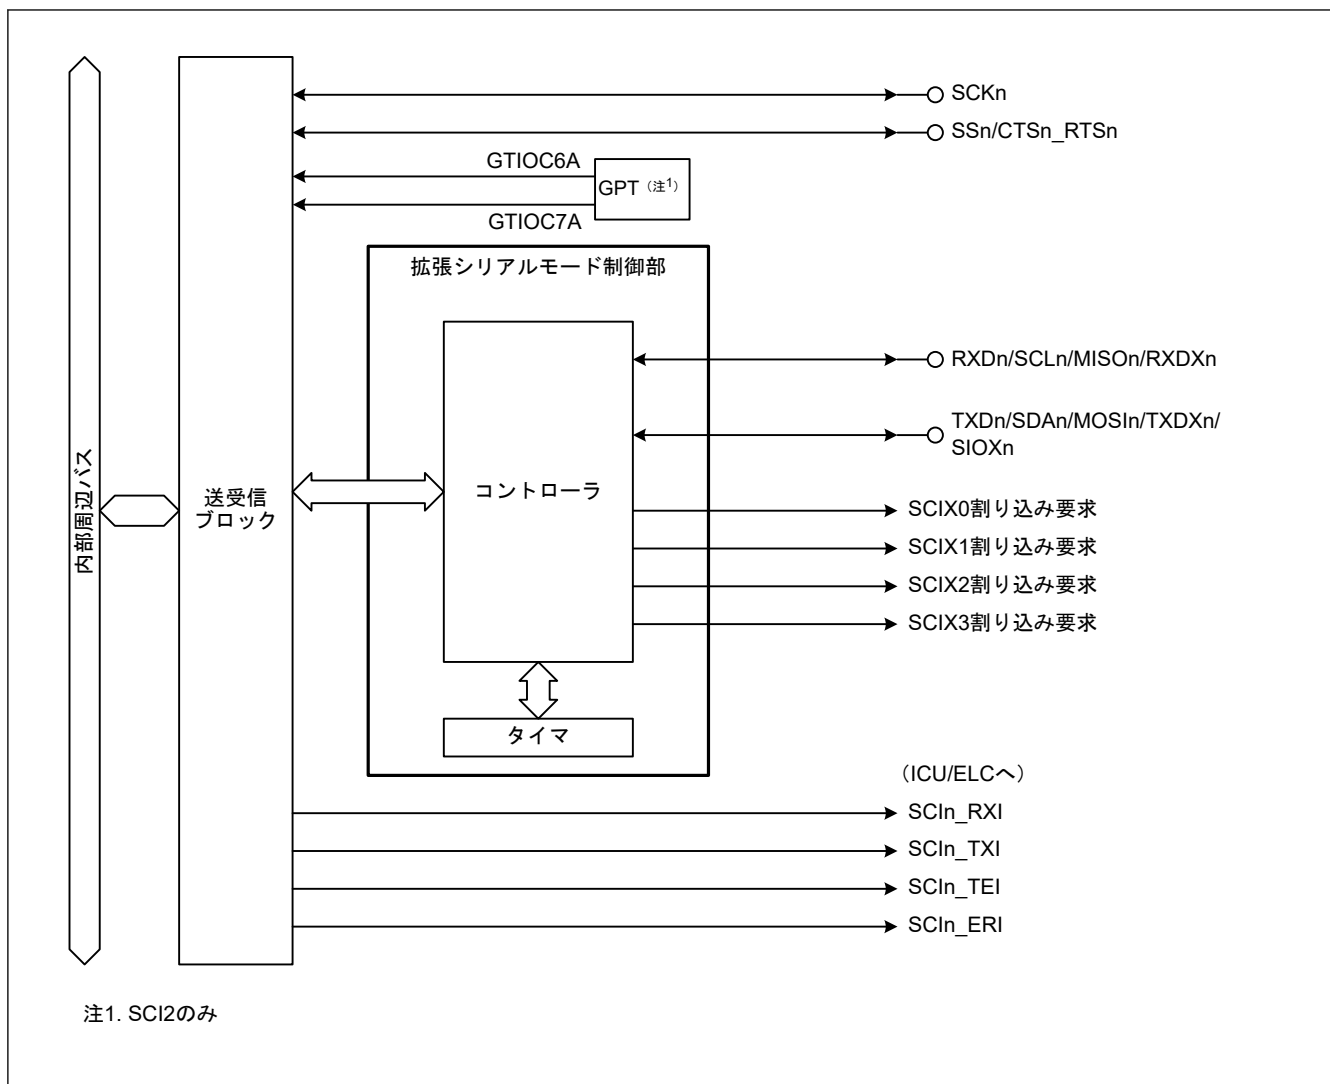 SCKn
SSn/CTSn_RTSn
GTIOC6A
GPT（注1）
GTIOC7A
拡張シリアルモード制御部
RXDn/SCLn/MISOn/RXDXn
TXDn/SDAn/MOSIn/TXDXn/
SIOXn
内部周辺バス
送受信
ブロック
コントローラ
SCIX0割り込み要求
SCIX1割り込み要求
SCIX2割り込み要求
SCIX3割り込み要求
タイマ
（ICU/ELCへ）
SCIn_RXI
SCIn_TXI
SCIn_TEI
SCIn_ERI
注1. SCI2のみ